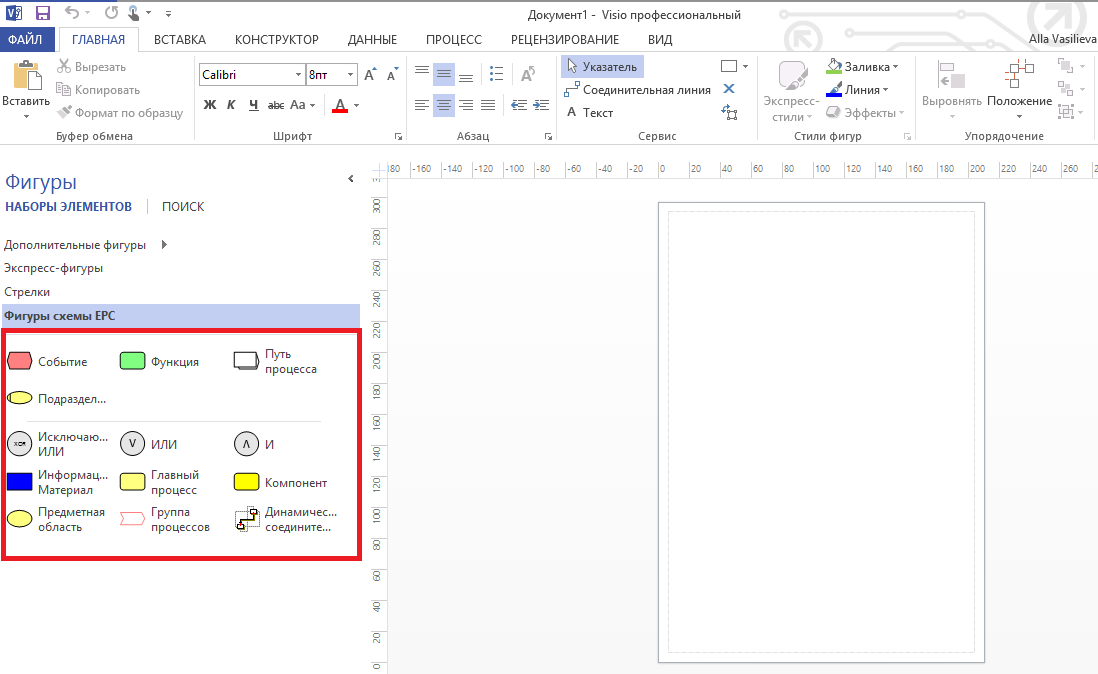 Документ1 - Visio профессиональный
ФАЙЛ ГЛАВНАЯ ВСТАВКА КОНСТРУКТОР ДАННЫЕ ПРОЦЕСС РЕЦЕНЗИРОВАНИЕ ВИД Alla Vasilieva
Вставить
Вырезать
Копировать
Формат по образцу
Буфер обмена
Calibri 8пт
Ж К Ч abc Aa A
Шрифт
Абзац
Указатель
Соединительная линия
A Текст
Сервис
Экспресс-
стили
Заливка
Линия
Эффекты
Стили фигур
Выровнять Положение
Упорядочение
Фигуры
НАБОРЫ ЭЛЕМЕНТОВ ПОИСК
Дополнительные фигуры
Экспресс-фигуры
Стрелки
Фигуры схемы EPC
Событие
Функция
Путь
процесса
Подраздел...
XOR
Исключаю...
ИЛИ
V
ИЛИ
Λ
И
Информац...
Материал
Главный
процесс
Компонент
Предметная
область
Группа
процессов
Динамичес...
соедините...
-160 -140 -120 -100 -80 -60 -40 -20 0 20 40 60 80 100 120 140 160 180 200 220 240 260
300
280
260
240
220
200
180
160
140
120
100
80
60
40
20
0